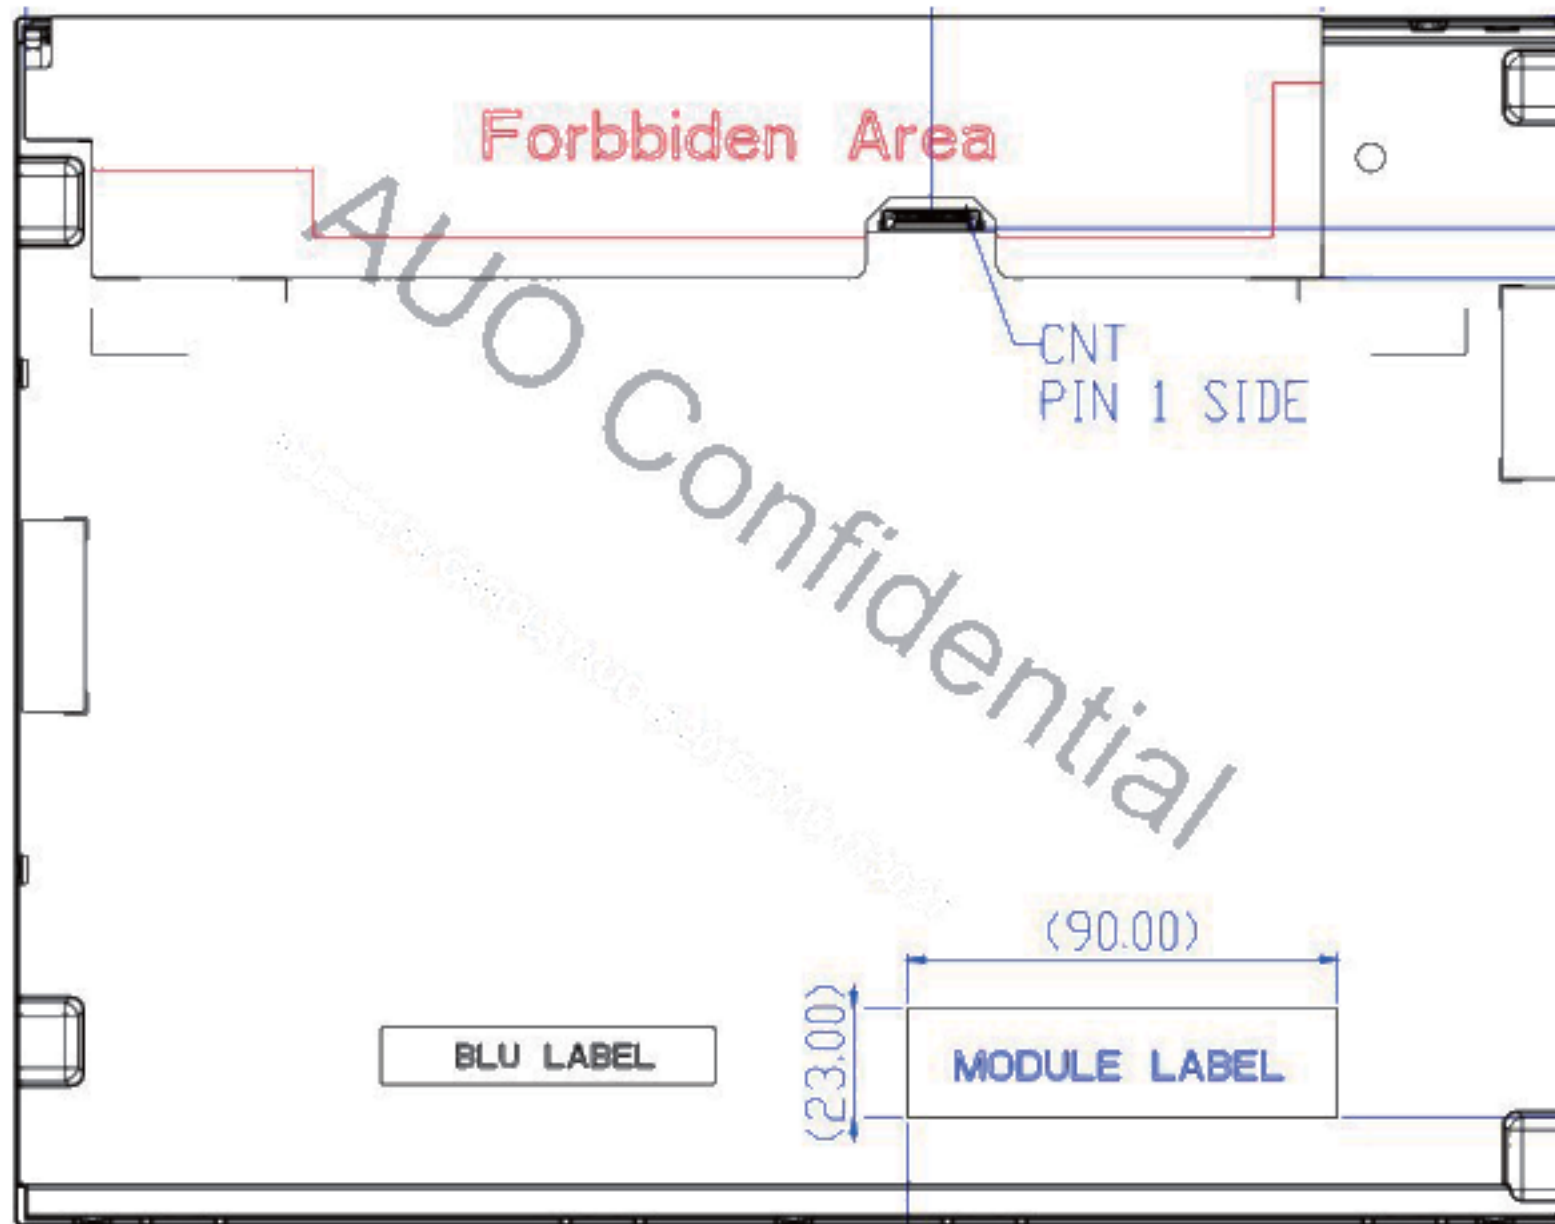 Forbbiden Area
CNT
PIN 1 SIDE
AUO Confidential
(90.00)
(23.00)
BLU LABEL
MODULE LABEL